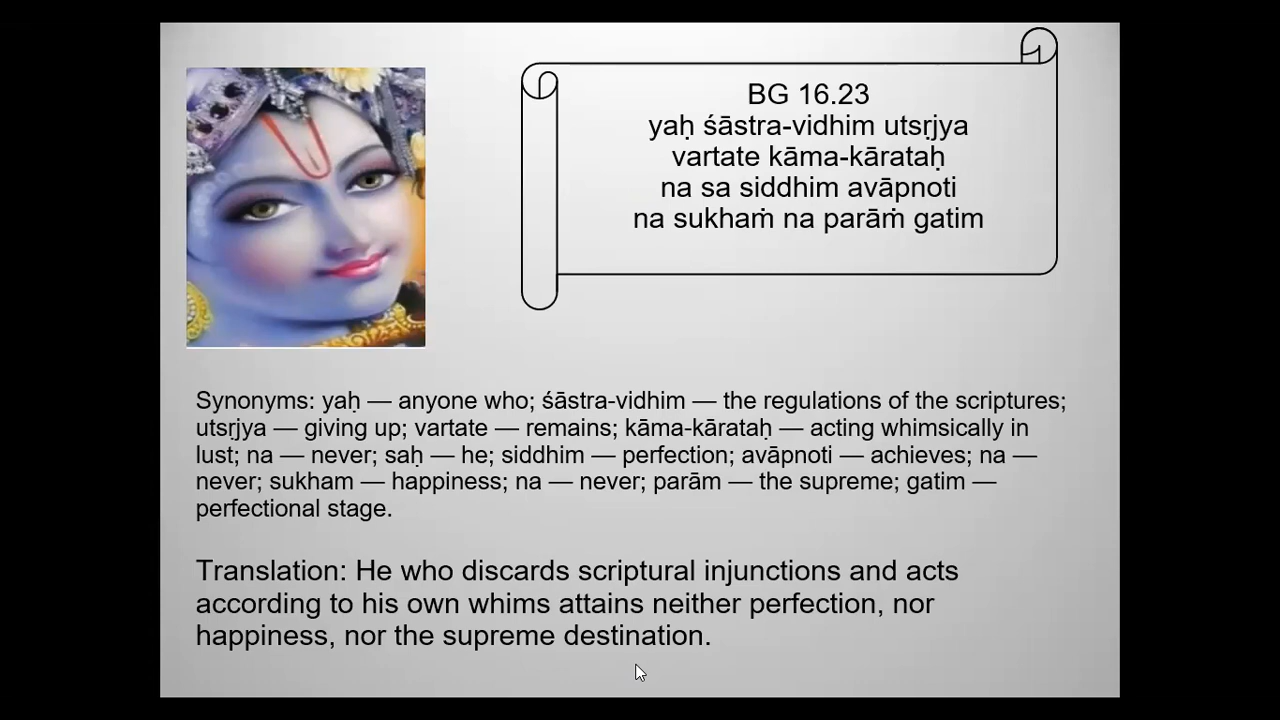 BG 16.23
yaḥ śāstra-vidhim utsṛjya
vartate kāma-kārataḥ
na sa siddhim avāpnoti
na sukhaṁ na parāṁ gatim
Synonyms: yaḥ — anyone who; śāstra-vidhim — the regulations of the scriptures;
utsṛjya — giving up; vartate — remains; kāma-kārataḥ — acting whimsically in
lust; na — never; saḥ — he; siddhim — perfection; avāpnoti — achieves; na —
never; sukham — happiness; na — never; parām — the supreme; gatim —
perfectional stage.
Translation: He who discards scriptural injunctions and acts
according to his own whims attains neither perfection, nor
happiness, nor the supreme destination.